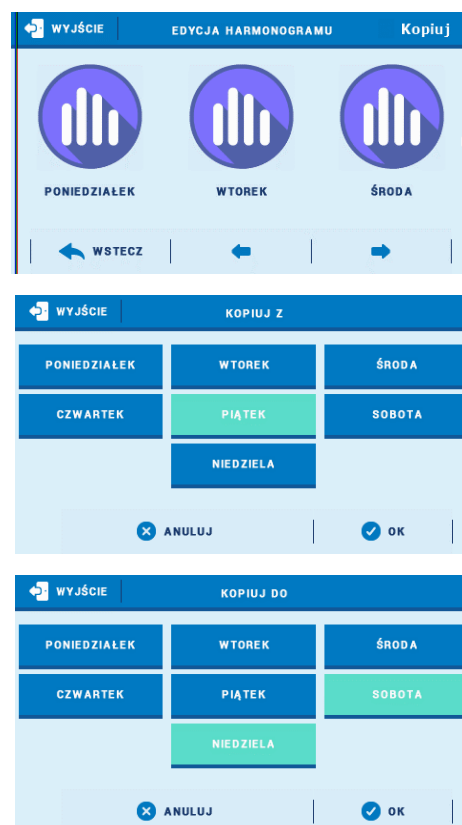 WYJŚCIE EDYCJA HARMONOGRAMU Kopiuj
PONIEDZIAŁEK WTOREK ŚRODA
WSTECZ
WYJŚCIE KOPIUJ Z
PONIEDZIAŁEK WTOREK ŚRODA
CZWARTEK PIĄTEK SOBOTA
NIEDZIELA
ANULUJ OK
WYJŚCIE KOPIUJ DO
PONIEDZIAŁEK WTOREK ŚRODA
CZWARTEK PIĄTEK SOBOTA
NIEDZIELA
ANULUJ OK